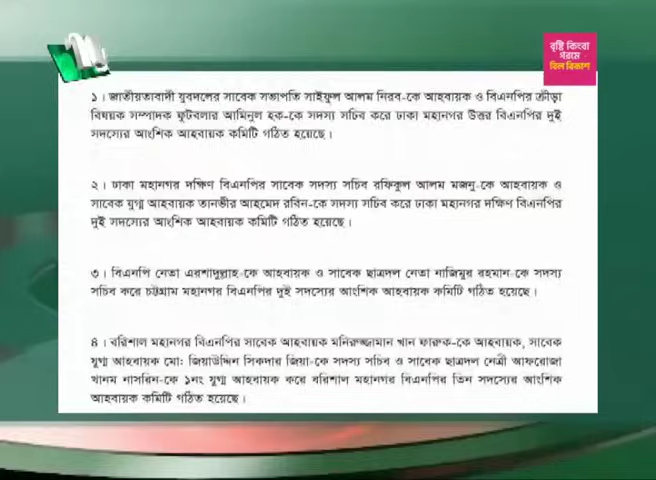 বৃষ্টি কিংবা
গরমে
বিল বিকাশ
১। জাতীয়তাবাদী যুবদলের সাবেক সভাপতি সাইফুল আলম নিরব-কে আহবায়ক ও বিএনপির ক্রীড়া
বিষয়ক সম্পাদক ফুটবলার আমিনুল হক-কে সদস্য সচিব করে ঢাকা মহানগর উত্তর বিএনপির দুই
সদস্যের আংশিক আহবায়ক কমিটি গঠিত হয়েছে।
২। ঢাকা মহানগর দক্ষিণ বিএনপির সাবেক সদস্য সচিব রফিকুল আলম মজনু-কে আহবায়ক ও
সাবেক যুগ্ম আহবায়ক তানভীর আহমেদ রবিন-কে সদস্য সচিব করে ঢাকা মহানগর দক্ষিণ বিএনপির
দুই সদস্যের আংশিক আহবায়ক কমিটি গঠিত হয়েছে।
৩। বিএনপি নেতা এরশাদুল্লাহ-কে আহবায়ক ও সাবেক ছাত্রদল নেতা নাজিমুর রহমান-কে সদস্য
সচিব করে চট্টগ্রাম মহানগর বিএনপির দুই সদস্যের আংশিক আহবায়ক কমিটি গঠিত হয়েছে।
৪। বরিশাল মহানগর বিএনপির সাবেক আহবায়ক মনিরুজ্জামান খান ফারুক-কে আহবায়ক, সাবেক
যুগ্ম আহবায়ক মো: জিয়াউদ্দিন সিকদার জিয়া-কে সদস্য সচিব ও সাবেক ছাত্রদল নেত্রী আফরোজা
খানম নাসরিন-কে ১নং যুগ্ম আহবায়ক করে বরিশাল মহানগর বিএনপির তিন সদস্যের আংশিক
আহবায়ক কমিটি গঠিত হয়েছে।